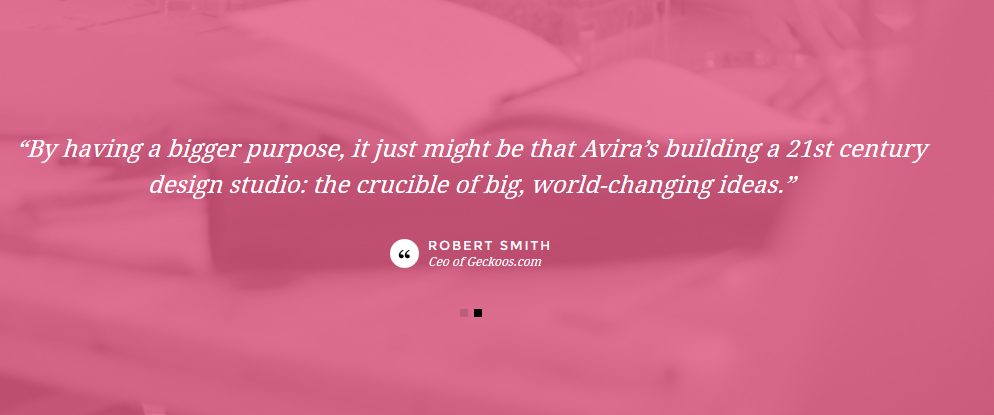 “By having a bigger purpose, it just might be that Avira’s building a 21st century
design studio: the crucible of big, world-changing ideas.”
ROBERT SMITH
Ceo of Geckoos.com